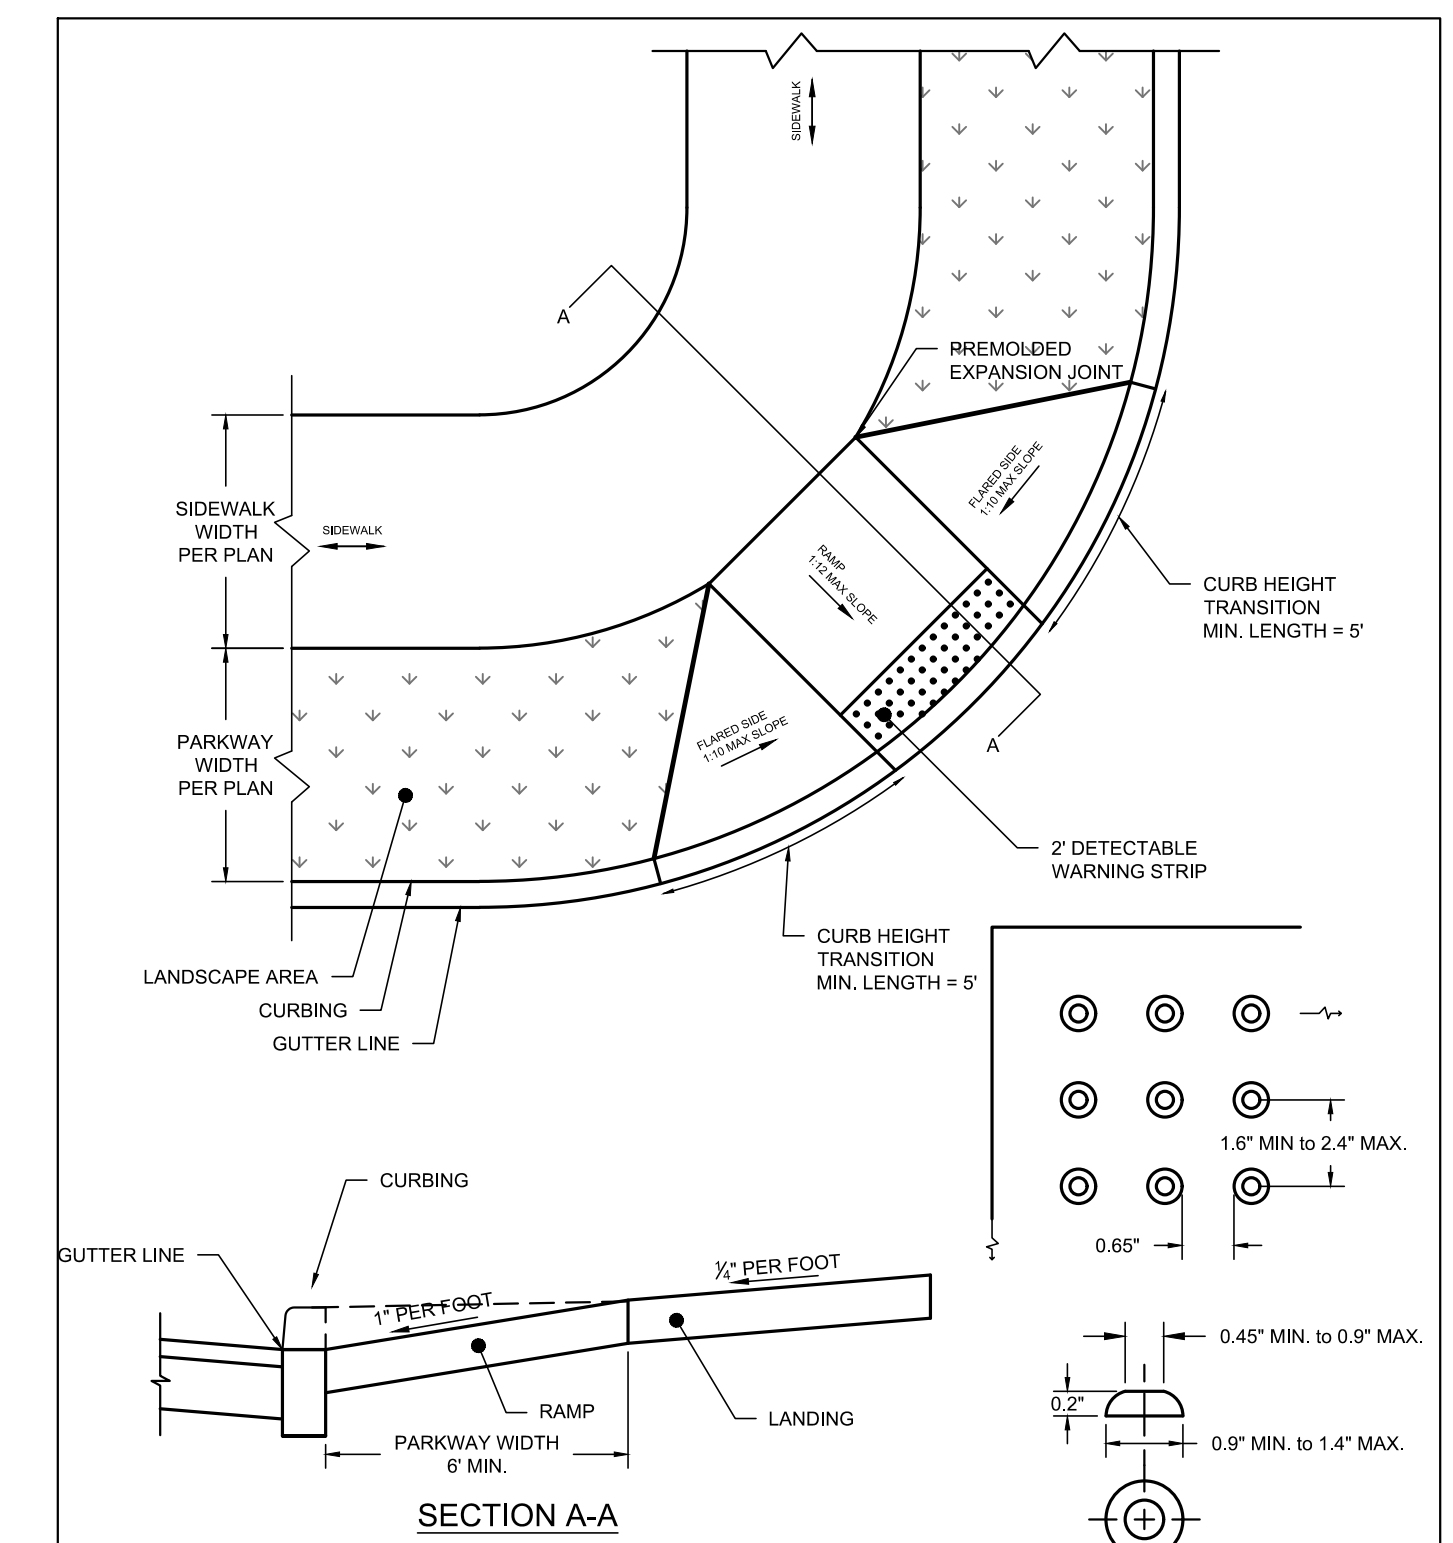 SIDEWALK
A
PREMOLDED
EXPANSION JOINT
FLARED SIDE
1:10 MAX SLOPE
SIDEWALK
WIDTH
PER PLAN
SIDEWALK
RAMP
1:12 MAX SLOPE
CURB HEIGHT
TRANSITION
MIN. LENGTH = 5'
PARKWAY
WIDTH
PER PLAN
FLARED SIDE
1:10 MAX SLOPE
A
2' DETECTABLE
WARNING STRIP
CURB HEIGHT
TRANSITION
MIN. LENGTH = 5'
LANDSCAPE AREA
CURBING
GUTTER LINE
1.6" MIN to 2.4" MAX.
0.65"
CURBING
GUTTER LINE
1" PER FOOT
¼" PER FOOT
RAMP
LANDING
PARKWAY WIDTH
6' MIN.
SECTION A-A
0.45" MIN. to 0.9" MAX.
0.2"
0.9" MIN. to 1.4" MAX.